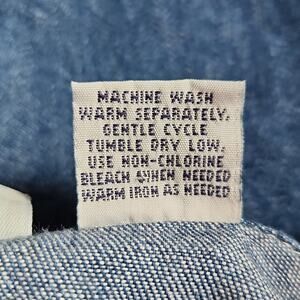 MACHINE WASH
WARM SEPARATELY.
GENTLE CYCLE
TUMBLE DRY LOW.
USE NON-CHLORINE
BLEACH WHEN NEEDED
WARM IRON AS NEEDED